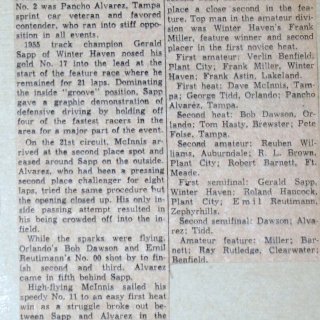 No. 2 was Pancho Alvarez, Tampa
sprint car veteran and favored
contender, who ran into stiff opposi-
tion in all events.
1955 track champion Gerald
Sapp of Winter Haven nosed his
gold No. 17 into the lead at the
start of the feature race where he
remained for 21 laps. Dominating
the inside "groove" position, Sapp
gave a graphic demonstration of
defensive driving by holding off
four of the fastest racers in the
area for a major part of the event.
On the 21st circuit, McInnis ar-
rived at the second place spot and
eased around Sapp on the outside.
Alvarez, who had been a pressing
second place challenger for eight
laps, tried the same procedure but
the opening closed up. His only in-
side passing attempt resulted in
his being crowded off into the in-
field.
While the sparks were flying,
Orlando's Bob Dawson and Emil
Reutimann's No. 00 shot by to fin-
ish second and third. Alvarez
came in fifth behind Sapp.
High-flying McInnis sailed his
speedy No. 11 to an easy first heat
win as a struggle broke out be-
tween Sapp and Alvarez in the
place a close second in the fea-
ture. Top man in the amateur divi-
sion was Winter Haven's Frank
Miller, feature winner and second
placer in the first novice heat.
First amateur: Verlin Benfield;
Plant City; Frank Miller, Winter
Haven; Frank Astin, Lakeland.
First heat: Dave McInnis, Tam-
pa; George Tidd, Orlando; Pancho
Alvarez, Tampa.
Second heat: Bob Dawson, Or-
lando; Tom Hasty, Brewster; Pete
Folse, Tampa.
Second amateur: Reuben Wil-
liams, Auburndale; R. L. Brown,
Plant City; Robert Barnett, Ft.
Meade.
First semifinal: Gerald Sapp,
Winter Haven; Roland Hancock,
Plant City; Emil Reutimann,
Zephyrhills.
Second semifinal: Dawson; Alva-
rez; Tidd.
Amateur feature: Miller; Bar-
nett; Ray Rutledge, Clearwater;
Benfield.